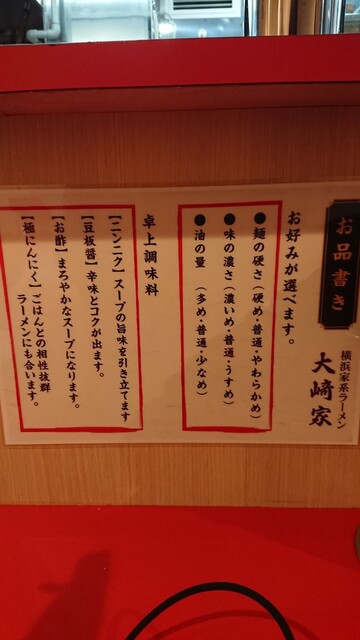 お品書き
横浜家系ラーメン
大崎家
お好みが選べます。
●麺の硬さ（硬め・普通・やわらかめ）
●味の濃さ（濃いめ・普通・うすめ）
●油の量（多め・普通・少なめ）
卓上調味料
【ニンニク】スープの旨味を引き立てます
【豆板醤】辛味とコクが出ます。
【お酢】まろやかなスープになります。
【極にんにく】ごはんとの相性抜群
ラーメンにも合います。